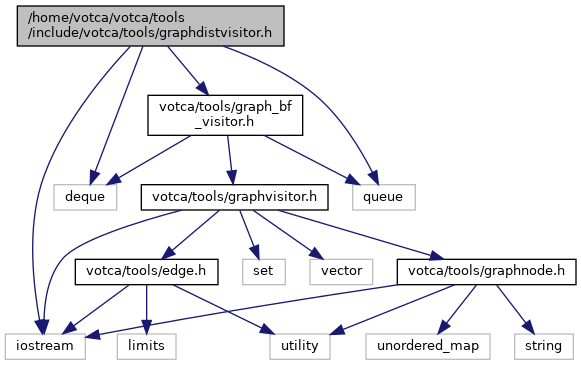 /home/votca/votca/tools
/include/votca/tools/graphdistvisitor.h
votca/tools/graph_bf
_visitor.h
deque
votca/tools/graphvisitor.h
queue
votca/tools/edge.h
set
vector
votca/tools/graphnode.h
iostream
limits
utility
unordered_map
string